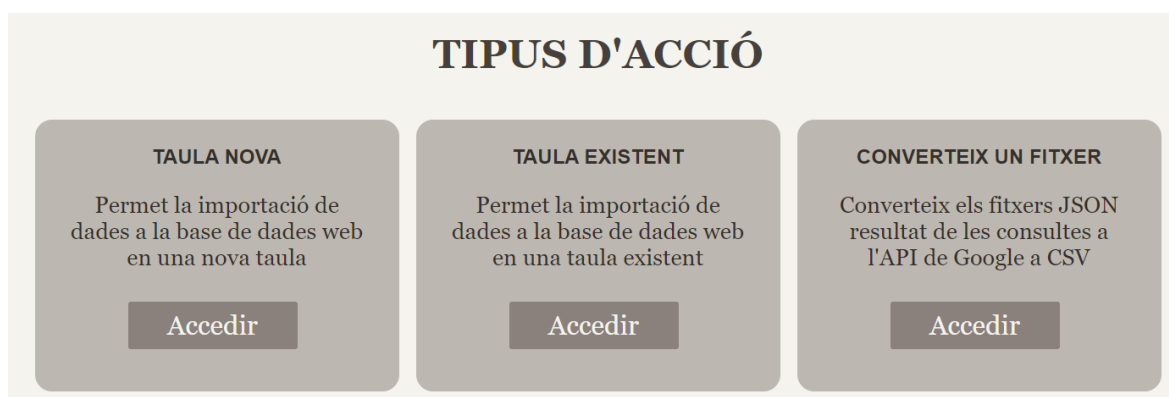 TIPUS D'ACCIÓ
TAULA NOVA
Permet la importació de
dades a la base de dades web
en una nova taula
Accedir
TAULA EXISTENT
Permet la importació de
dades a la base de dades web
en una taula existent
Accedir
CONVERTEIX UN FITXER
Converteix els fitxers JSON
resultat de les consultes a
l'API de Google a CSV
Accedir